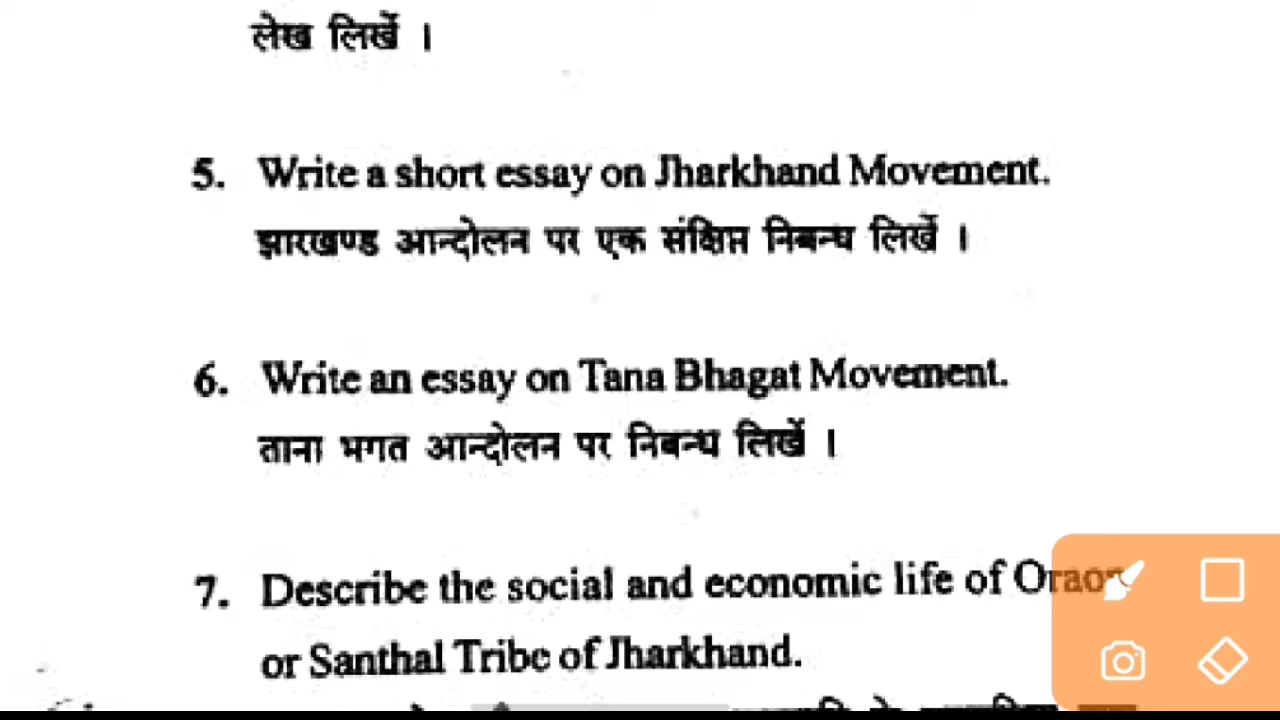 लेख लिखें ।
5. Write a short essay on Jharkhand Movement.
झारखण्ड आन्दोलन पर एक संक्षिप्त निबन्ध लिखें ।
6. Write an essay on Tana Bhagat Movement.
ताना भगत आन्दोलन पर निबन्ध लिखें ।
7. Describe the social and economic life of Oraon
or Santhal Tribe of Jharkhand.